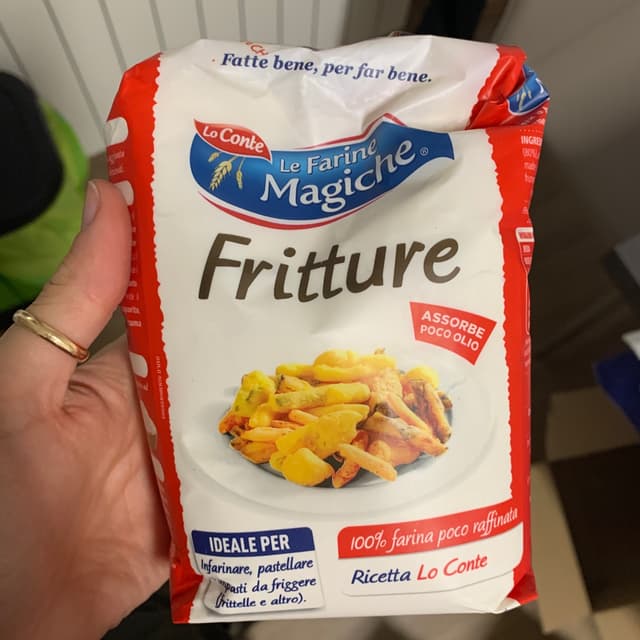 Fatte bene, per far bene.
Lo Conte
Le Farine
Magiche®
Fritture
ASSORBE
POCO OLIO
IDEALE PER
Infarinare, pastellare
da friggere
(frittelle e altro).
100% farina poco raffinata
Ricetta Lo Conte